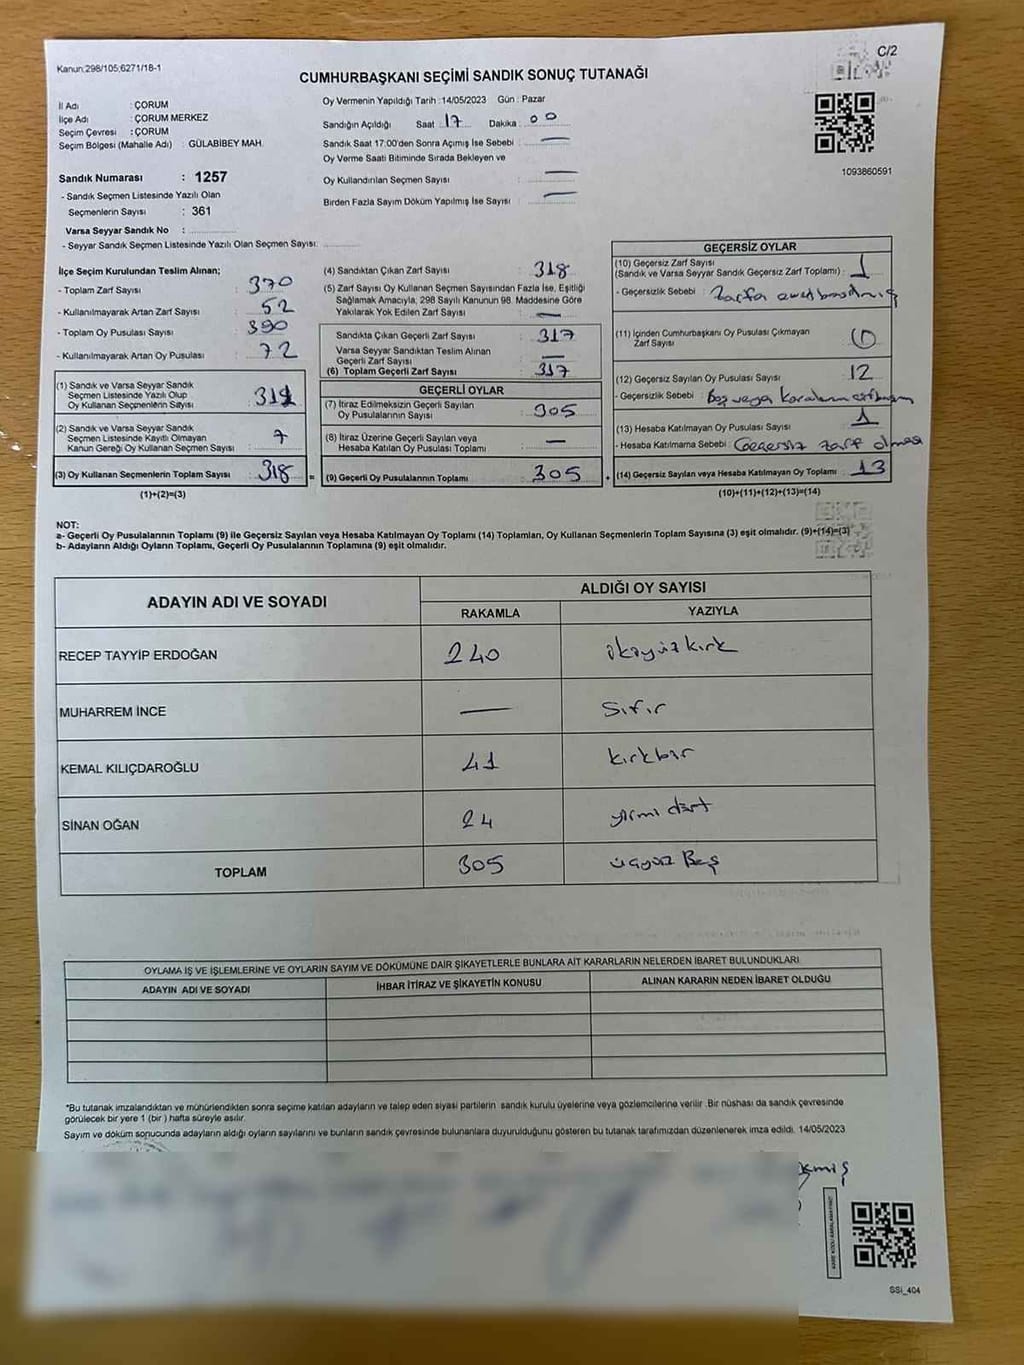 Kanun:298/105;6271/18-1
C/2
CUMHURBAŞKANI SEÇİMİ SANDIK SONUÇ TUTANAĞI
İl Adı : ÇORUM
İlçe Adı : ÇORUM MERKEZ
Seçim Çevresi : ÇORUM
Seçim Bölgesi (Mahalle Adı) : GÜLABİBEY MAH.
Sandık Numarası : 1257
- Sandık Seçmen Listesinde Yazılı Olan
Seçmenlerin Sayısı : 361
Varsa Seyyar Sandık No :
- Seyyar Sandık Seçmen Listesinde Yazılı Olan Seçmen Sayısı:
Oy Vermenin Yapıldığı Tarih :14/05/2023 Gün : Pazar
Sandığın Açıldığı Saat : 17 Dakika : 00
Sandık Saat 17:00'den Sonra Açımış İse Sebebi : —
Oy Verme Saati Bitiminde Sırada Bekleyen ve
Oy Kullandırılan Seçmen Sayısı : —
Birden Fazla Sayım Döküm Yapılmış İse Sayısı : —
1093860591
İlçe Seçim Kurulundan Teslim Alınan;
- Toplam Zarf Sayısı : 370
- Kullanılmayarak Artan Zarf Sayısı : 52
- Toplam Oy Pusulası Sayısı : 390
- Kullanılmayarak Artan Oy Pusulası : 72
(1) Sandık ve Varsa Seyyar Sandık
Seçmen Listesinde Yazılı Olup
Oy Kullanan Seçmenlerin Sayısı : 311
(2) Sandık ve Varsa Seyyar Sandık
Seçmen Listesinde Kayıtlı Olmayan
Kanun Gereği Oy Kullanan Seçmen Sayısı : 7
(3) Oy Kullanan Seçmenlerin Toplam Sayısı : 318 =
(1)+(2)=(3)
(4) Sandıktan Çıkan Zarf Sayısı : 318
(5) Zarf Sayısı Oy Kullanan Seçmen Sayısından Fazla İse, Eşitliği
Sağlamak Amacıyla, 298 Sayılı Kanunun 98. Maddesine Göre
Yakılarak Yok Edilen Zarf Sayısı : —
Sandıkta Çıkan Geçerli Zarf Sayısı : 317
Varsa Seyyar Sandıktan Teslim Alınan
Geçerli Zarf Sayısı : —
(6) Toplam Geçerli Zarf Sayısı : 317
GEÇERLİ OYLAR
(7) İtiraz Edilmeksizin Geçerli Sayılan
Oy Pusulalarının Sayısı : 305
(8) İtiraz Üzerine Geçerli Sayılan veya
Hesaba Katılan Oy Pusulası Toplamı : —
(9) Geçerli Oy Pusulalarının Toplamı : 305 +
GEÇERSİZ OYLAR
(10) Geçersiz Zarf Sayısı
(Sandık ve Varsa Seyyar Sandık Geçersiz Zarf Toplamı) : 1
- Geçersizlik Sebebi : Zarfa
(11) İçinden Cumhurbaşkanı Oy Pusulası Çıkmayan
Zarf Sayısı : 0
(12) Geçersiz Sayılan Oy Pusulası Sayısı : 12
- Geçersizlik Sebebi : Boş veya
(13) Hesaba Katılmayan Oy Pusulası Sayısı : 1
- Hesaba Katılmama Sebebi : Geçersiz zarf olması
(14) Geçersiz Sayılan veya Hesaba Katılmayan Oy Toplamı : 13
(10)+(11)+(12)+(13)=(14)
NOT:
a- Geçerli Oy Pusulalarının Toplamı (9) ile Geçersiz Sayılan veya Hesaba Katılmayan Oy Toplamı (14) Toplamları, Oy Kullanan Seçmenlerin Toplam Sayısına (3) eşit olmalıdır. (9)+(14)=(3)
b- Adayların Aldığı Oyların Toplamı, Geçerli Oy Pusulalarının Toplamına (9) eşit olmalıdır.
ADAYIN ADI VE SOYADI
ALDIĞI OY SAYISI
RAKAMLA YAZIYLA
RECEP TAYYİP ERDOĞAN 240 ikiyüzkırk
MUHARREM İNCE — Sıfır
KEMAL KILIÇDAROĞLU 41 kırkbir
SİNAN OĞAN 24 yirmi dört
TOPLAM 305 üçyüz Beş
OYLAMA İŞ VE İŞLEMLERİNE VE OYLARIN SAYIM VE DÖKÜMÜNE DAİR ŞİKAYETLERLE BUNLARA AİT KARARLARIN NELERDEN İBARET BULUNDUKLARI
ADAYIN ADI VE SOYADI İHBAR İTİRAZ VE ŞİKAYETİN KONUSU ALINAN KARARIN NEDEN İBARET OLDUĞU
*Bu tutanak imzalandıktan ve mühürlendikten sonra seçime katılan adayların ve talep eden siyasi partilerin sandık kurulu üyelerine veya gözlemcilerine verilir .Bir nüshası da sandık çevresinde
görülecek bir yere 1 (bir ) hafta süreyle asılır.
Sayım ve döküm sonucunda adayların aldığı oyların sayılarını ve bunların sandık çevresinde bulunanlara duyurulduğunu gösteren bu tutanak tarafımızdan düzenlenerek imza edildi. 14/05/2023
SSİ_404